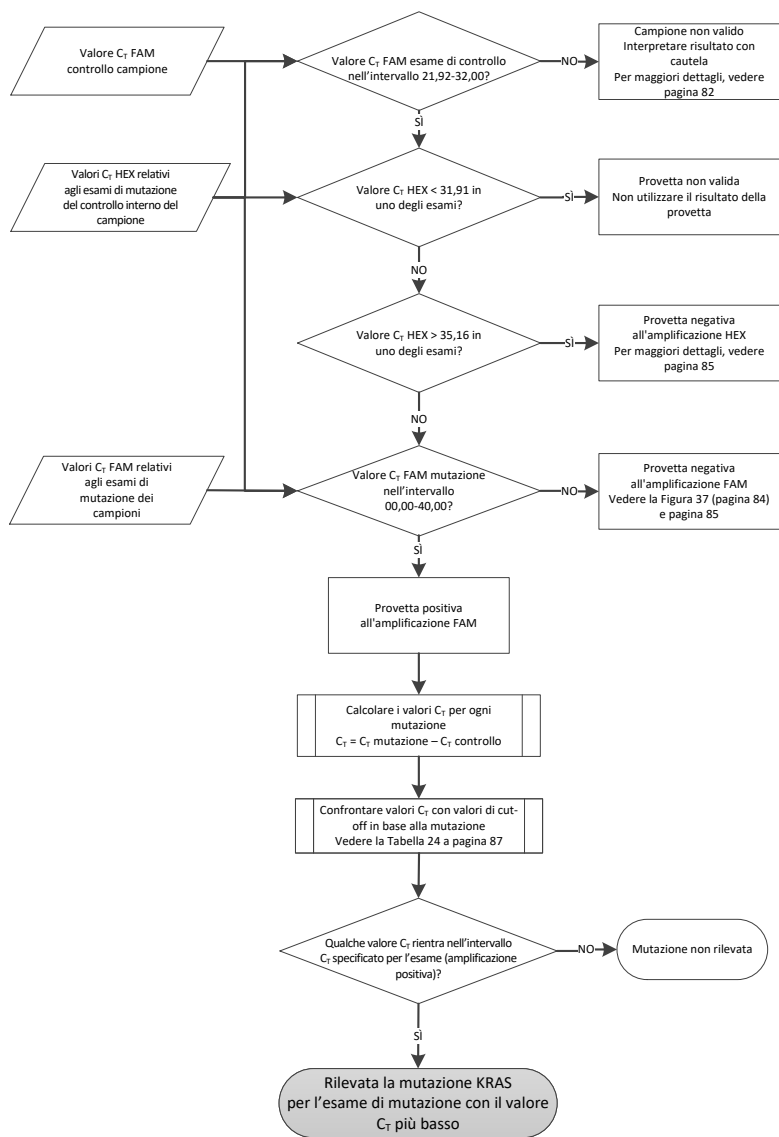 Valore CT FAM
controllo campione
Valore CT FAM esame di controllo
nell'intervallo 21,92-32,00?
NO
Campione non valido
Interpretare risultato con
cautela
Per maggiori dettagli, vedere
pagina 82
SÌ
Valori CT HEX relativi
agli esami di mutazione
del controllo interno del
campione
Valore CT HEX < 31,91 in
uno degli esami?
SÌ
Provetta non valida
Non utilizzare il risultato della
provetta
NO
Valore CT HEX > 35,16 in
uno degli esami?
SÌ
Provetta negativa
all'amplificazione HEX
Per maggiori dettagli, vedere
pagina 85
NO
Valori CT FAM relativi
agli esami di
mutazione dei
campioni
Valore CT FAM mutazione
nell'intervallo
00,00-40,00?
NO
Provetta negativa
all'amplificazione FAM
Vedere la Figura 37 (pagina 84)
e pagina 85
SÌ
Provetta positiva
all'amplificazione FAM
Calcolare i valori CT per ogni
mutazione
CT = CT mutazione – CT controllo
Confrontare valori CT con valori di cut-
off in base alla mutazione
Vedere la Tabella 24 a pagina 87
Qualche valore CT rientra nell'intervallo
CT specificato per l'esame (amplificazione
positiva)?
NO
Mutazione non rilevata
SÌ
Rilevata la mutazione KRAS
per l'esame di mutazione con il valore
CT più basso